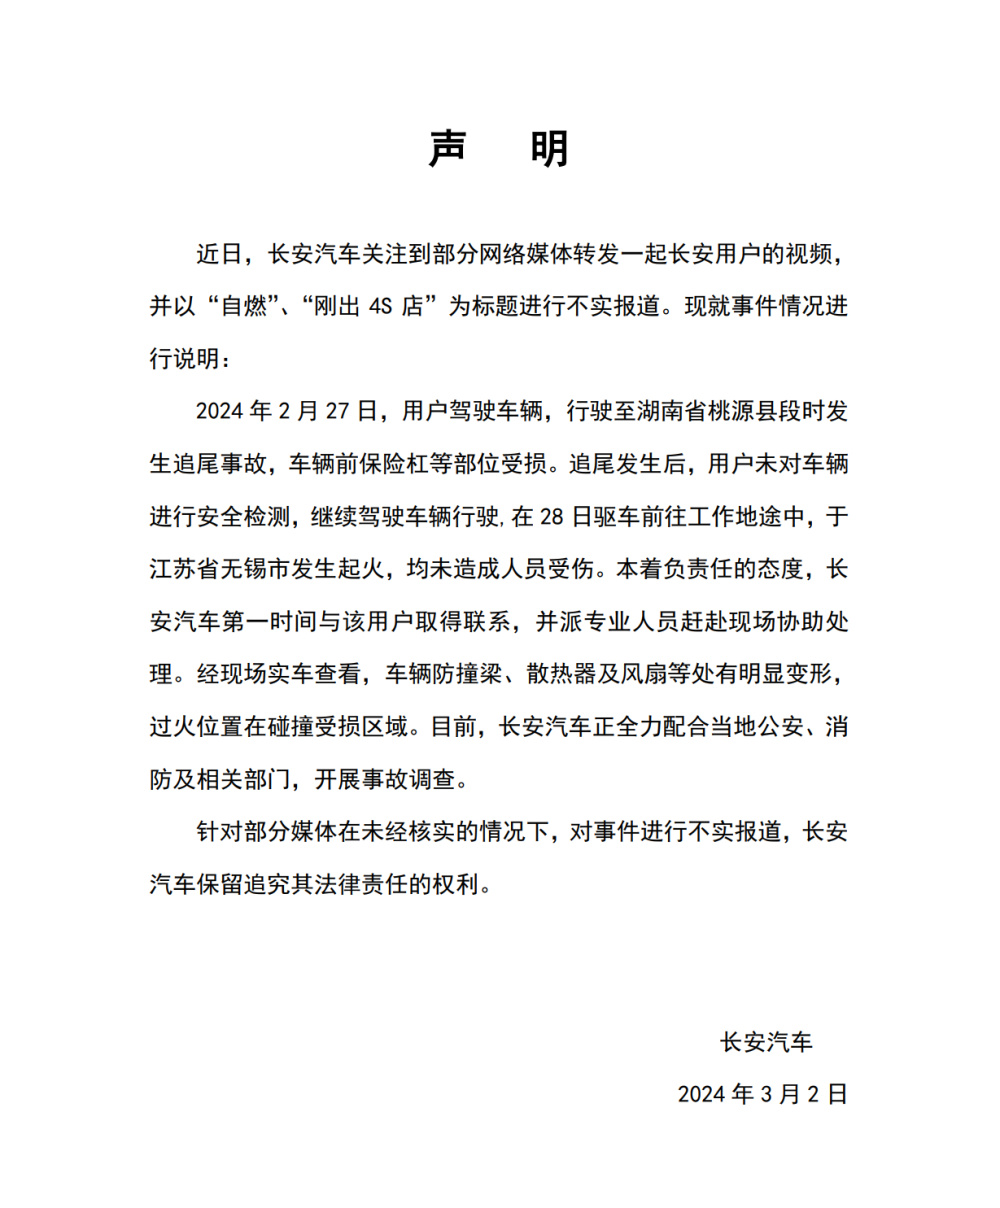 声 明
近日，长安汽车关注到部分网络媒体转发一起长安用户的视频，
并以“自燃”、“刚出 4S 店”为标题进行不实报道。现就事件情况进
行说明：
2024 年 2 月 27 日，用户驾驶车辆，行驶至湖南省桃源县段时发
生追尾事故，车辆前保险杠等部位受损。追尾发生后，用户未对车辆
进行安全检测，继续驾驶车辆行驶,在 28 日驱车前往工作地途中，于
江苏省无锡市发生起火，均未造成人员受伤。本着负责任的态度，长
安汽车第一时间与该用户取得联系，并派专业人员赶赴现场协助处
理。经现场实车查看，车辆防撞梁、散热器及风扇等处有明显变形，
过火位置在碰撞受损区域。目前，长安汽车正全力配合当地公安、消
防及相关部门，开展事故调查。
针对部分媒体在未经核实的情况下，对事件进行不实报道，长安
汽车保留追究其法律责任的权利。
长安汽车
2024 年 3 月 2 日